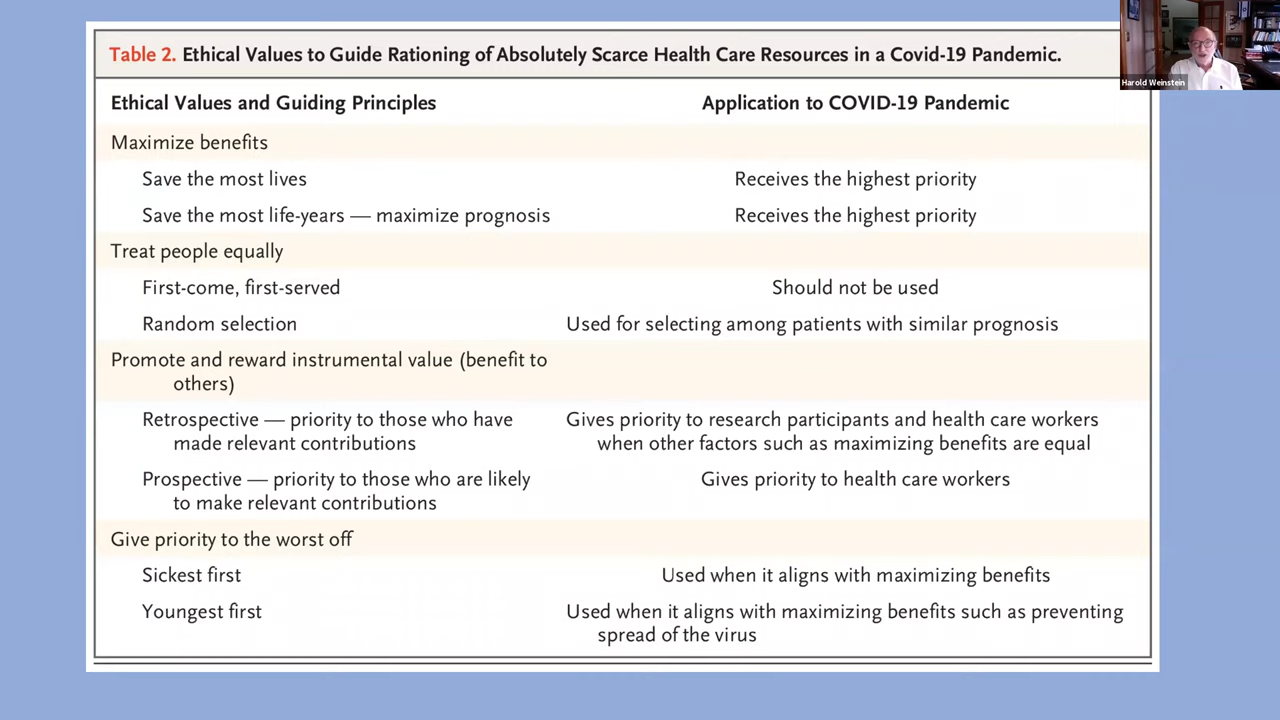 Table 2. Ethical Values to Guide Rationing of Absolutely Scarce Health Care Resources in a Covid-19 Pandemic.
Harold Weinstein
Ethical Values and Guiding Principles Application to COVID-19 Pandemic
Maximize benefits
Save the most lives Receives the highest priority
Save the most life-years — maximize prognosis Receives the highest priority
Treat people equally
First-come, first-served Should not be used
Random selection Used for selecting among patients with similar prognosis
Promote and reward instrumental value (benefit to
others)
Retrospective — priority to those who have Gives priority to research participants and health care workers
made relevant contributions when other factors such as maximizing benefits are equal
Prospective — priority to those who are likely Gives priority to health care workers
to make relevant contributions
Give priority to the worst off
Sickest first Used when it aligns with maximizing benefits
Youngest first Used when it aligns with maximizing benefits such as preventing
spread of the virus